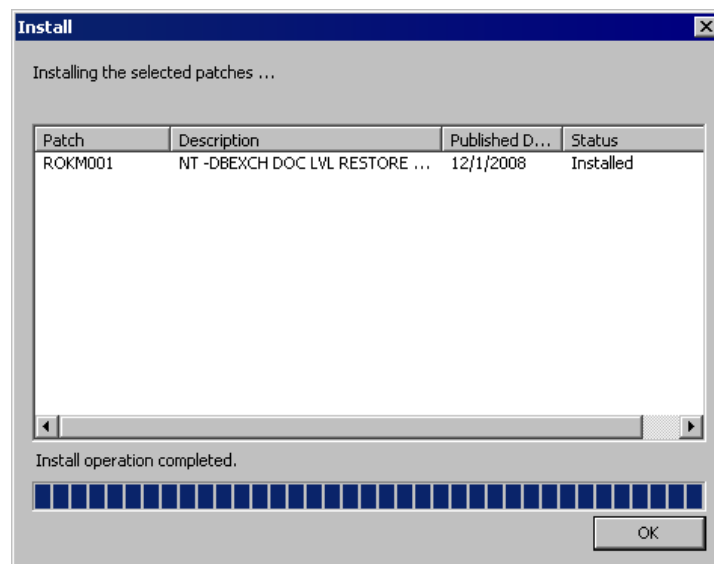 Install
Installing the selected patches ...
Patch Description Published D... Status
ROKM001 NT -DBEXCH DOC LVL RESTORE ... 12/1/2008 Installed
Install operation completed.
OK